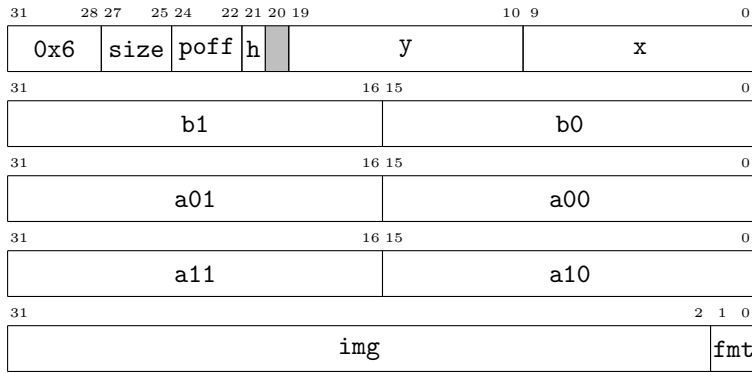 31 28 27 25 24 22 21 20 19 10 9 0
0x6 size poff h y x
31 16 15 0
b1 b0
31 16 15 0
a01 a00
31 16 15 0
a11 a10
31 2 1 0
img fmt